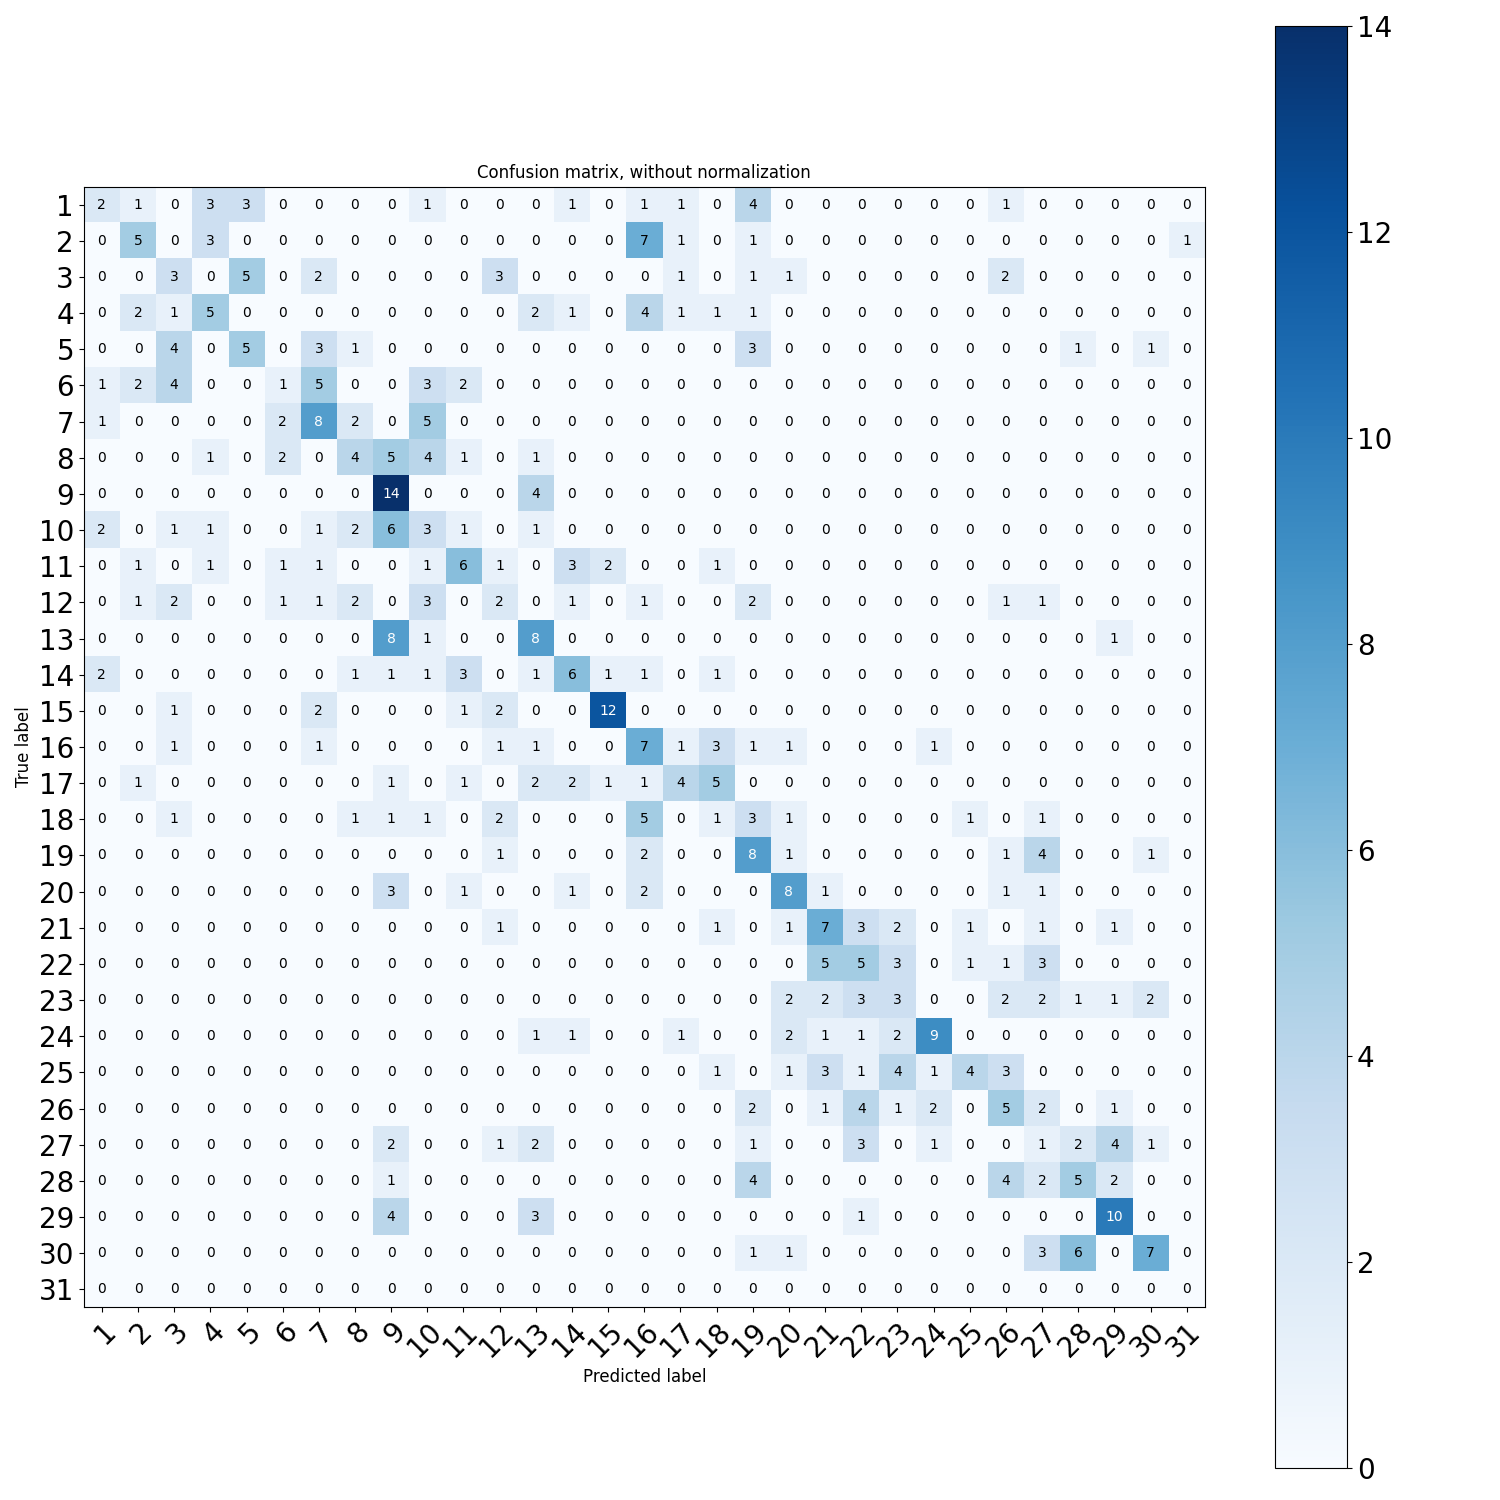 Confusion matrix, without normalization
1 2 1 0 3 3 0 0 0 0 1 0 0 0 1 0 1 1 0 4 0 0 0 0 0 0 1 0 0 0 0 0
2 0 5 0 3 0 0 0 0 0 0 0 0 0 0 0 7 1 0 1 0 0 0 0 0 0 0 0 0 0 0 1
3 0 0 3 0 5 0 2 0 0 0 0 3 0 0 0 0 1 0 1 1 0 0 0 0 0 2 0 0 0 0 0
4 0 2 1 5 0 0 0 0 0 0 0 0 2 1 0 4 1 1 1 0 0 0 0 0 0 0 0 0 0 0 0
5 0 0 4 0 5 0 3 1 0 0 0 0 0 0 0 0 0 0 3 0 0 0 0 0 0 0 0 1 0 1 0
6 1 2 4 0 0 1 5 0 0 3 2 0 0 0 0 0 0 0 0 0 0 0 0 0 0 0 0 0 0 0 0
7 1 0 0 0 0 2 8 2 0 5 0 0 0 0 0 0 0 0 0 0 0 0 0 0 0 0 0 0 0 0 0
8 0 0 0 1 0 2 0 4 5 4 1 0 1 0 0 0 0 0 0 0 0 0 0 0 0 0 0 0 0 0 0
9 0 0 0 0 0 0 0 0 14 0 0 0 4 0 0 0 0 0 0 0 0 0 0 0 0 0 0 0 0 0 0
10 2 0 1 1 0 0 1 2 6 3 1 0 1 0 0 0 0 0 0 0 0 0 0 0 0 0 0 0 0 0 0
11 0 1 0 1 0 1 1 0 0 1 6 1 0 3 2 0 0 1 0 0 0 0 0 0 0 0 0 0 0 0 0
12 0 1 2 0 0 1 1 2 0 3 0 2 0 1 0 1 0 0 2 0 0 0 0 0 0 1 1 0 0 0 0
13 0 0 0 0 0 0 0 0 8 1 0 0 8 0 0 0 0 0 0 0 0 0 0 0 0 0 0 0 1 0 0
14 2 0 0 0 0 0 0 1 1 1 3 0 1 6 1 1 0 1 0 0 0 0 0 0 0 0 0 0 0 0 0
15 0 0 1 0 0 0 2 0 0 0 1 2 0 0 12 0 0 0 0 0 0 0 0 0 0 0 0 0 0 0 0
16 0 0 1 0 0 0 1 0 0 0 0 1 1 0 0 7 1 3 1 1 0 0 0 1 0 0 0 0 0 0 0
17 0 1 0 0 0 0 0 0 1 0 1 0 2 2 1 1 4 5 0 0 0 0 0 0 0 0 0 0 0 0 0
18 0 0 1 0 0 0 0 1 1 1 0 2 0 0 0 5 0 1 3 1 0 0 0 0 1 0 1 0 0 0 0
19 0 0 0 0 0 0 0 0 0 0 0 1 0 0 0 2 0 0 8 1 0 0 0 0 0 1 4 0 0 1 0
20 0 0 0 0 0 0 0 0 3 0 1 0 0 1 0 2 0 0 0 8 1 0 0 0 0 1 1 0 0 0 0
21 0 0 0 0 0 0 0 0 0 0 0 1 0 0 0 0 0 1 0 1 7 3 2 0 1 0 1 0 1 0 0
22 0 0 0 0 0 0 0 0 0 0 0 0 0 0 0 0 0 0 0 0 5 5 3 0 1 1 3 0 0 0 0
23 0 0 0 0 0 0 0 0 0 0 0 0 0 0 0 0 0 0 0 2 2 3 3 0 0 2 2 1 1 2 0
24 0 0 0 0 0 0 0 0 0 0 0 0 1 1 0 0 1 0 0 2 1 1 2 9 0 0 0 0 0 0 0
25 0 0 0 0 0 0 0 0 0 0 0 0 0 0 0 0 0 1 0 1 3 1 4 1 4 3 0 0 0 0 0
26 0 0 0 0 0 0 0 0 0 0 0 0 0 0 0 0 0 0 2 0 1 4 1 2 0 5 2 0 1 0 0
27 0 0 0 0 0 0 0 0 2 0 0 1 2 0 0 0 0 0 1 0 0 3 0 1 0 0 1 2 4 1 0
28 0 0 0 0 0 0 0 0 1 0 0 0 0 0 0 0 0 0 4 0 0 0 0 0 0 4 2 5 2 0 0
29 0 0 0 0 0 0 0 0 4 0 0 0 3 0 0 0 0 0 0 0 0 1 0 0 0 0 0 0 10 0 0
30 0 0 0 0 0 0 0 0 0 0 0 0 0 0 0 0 0 0 1 1 0 0 0 0 0 0 3 6 0 7 0
31 0 0 0 0 0 0 0 0 0 0 0 0 0 0 0 0 0 0 0 0 0 0 0 0 0 0 0 0 0 0 0
1 2 3 4 5 6 7 8 9 10 11 12 13 14 15 16 17 18 19 20 21 22 23 24 25 26 27 28 29 30 31
Predicted label
True label
14
12
10
8
6
4
2
0